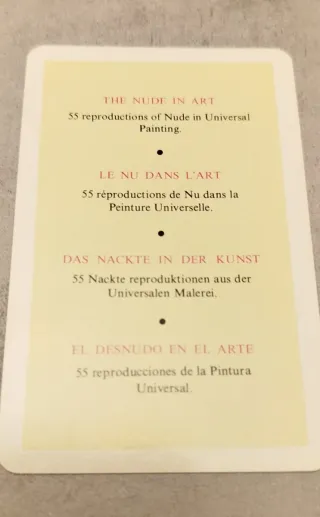 THE NUDE IN ART
55 reproductions of Nude in Universal
Painting.
LE NU DANS L'ART
55 réproductions de Nu dans la
Peinture Universelle.
DAS NACKTE IN DER KUNST
55 Nackte reproduktionen aus der
Universalen Malerei.
EL DESNUDO EN EL ARTE
55 reproducciones de la Pintura
Universal.